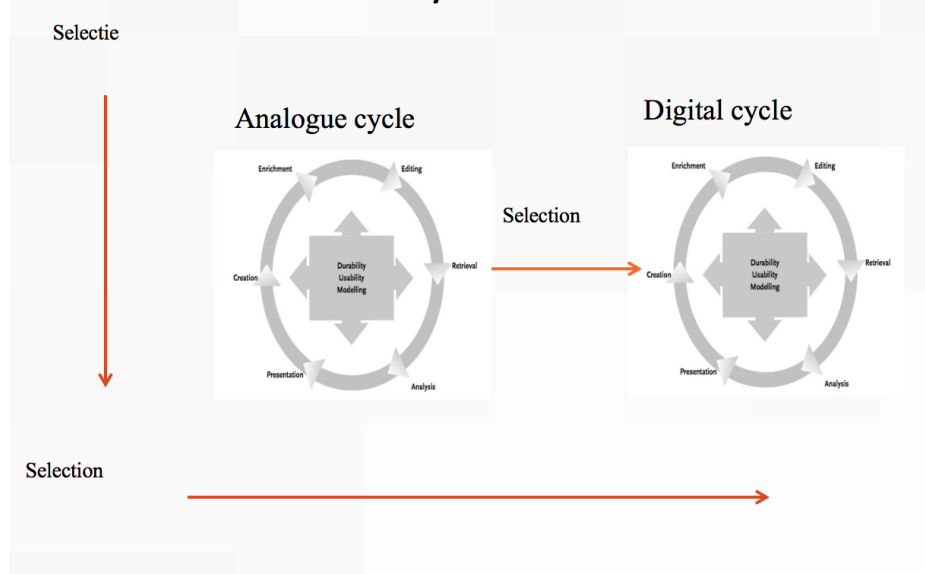 Selectie
Analogue cycle
Digital cycle
Enrichment
Editing
Creation
Durability
Usability
Modelling
Retrieval
Presentation
Analysis
Selection
Enrichment
Editing
Creation
Durability
Usability
Modelling
Retrieval
Presentation
Analysis
Selection